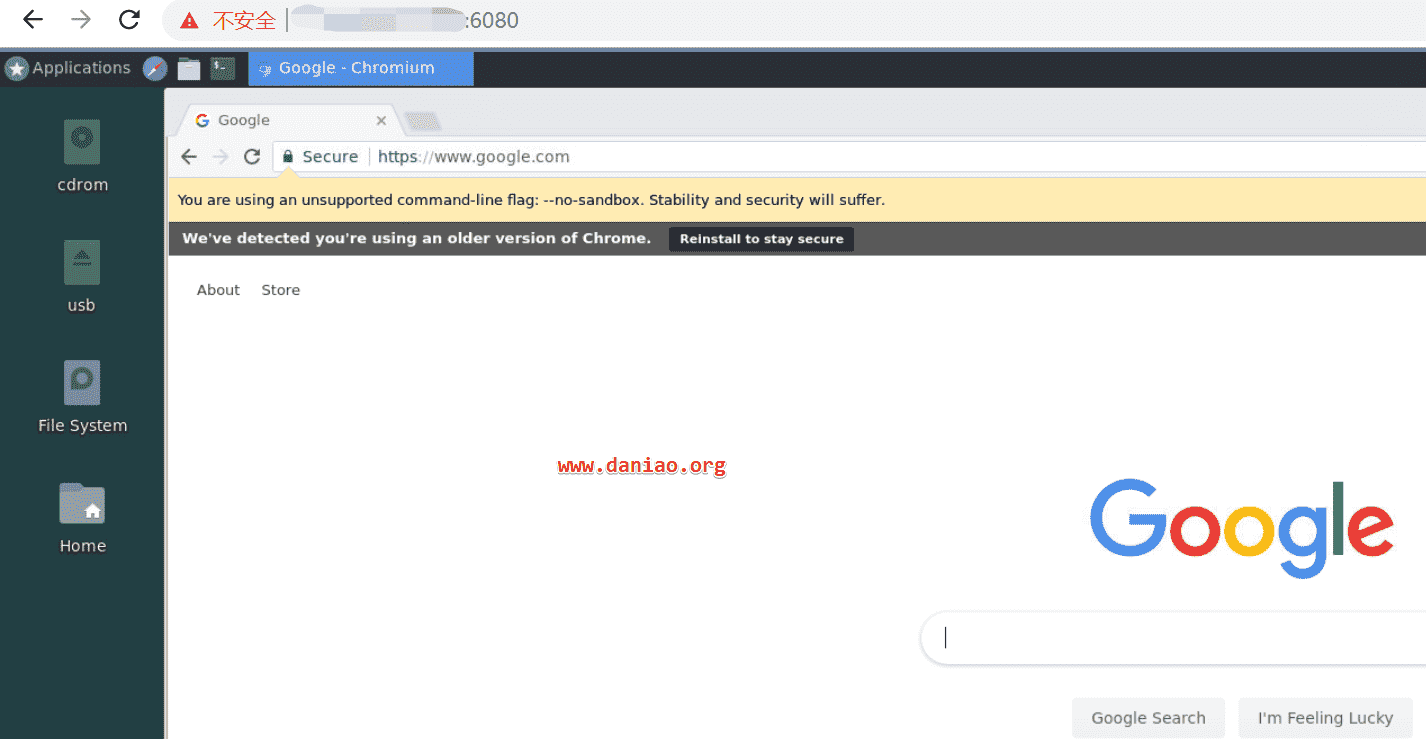 不安全 :6080
Applications Google - Chromium
Google
Secure https://www.google.com
You are using an unsupported command-line flag: --no-sandbox. Stability and security will suffer.
We've detected you're using an older version of Chrome. Reinstall to stay secure
About Store
cdrom
usb
File System
Home
www.daniao.org
Google
Google Search I'm Feeling Lucky